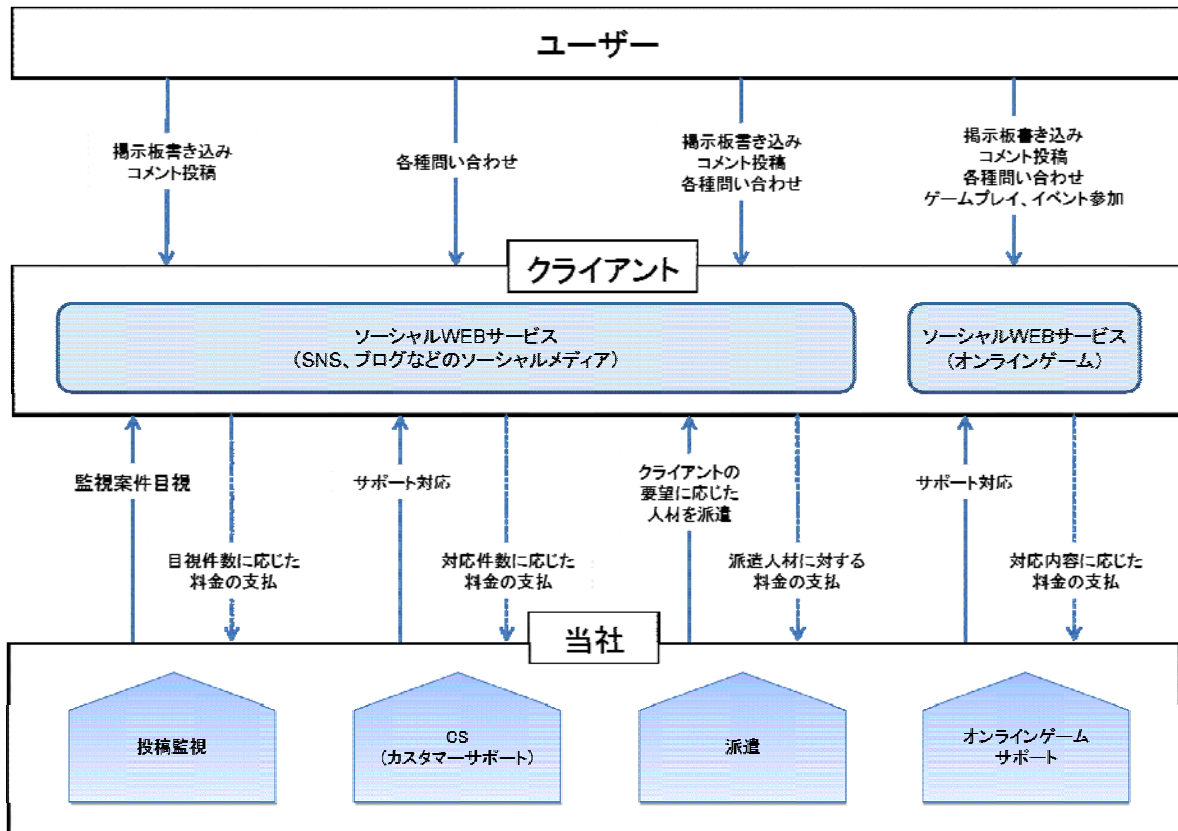 ユーザー
掲示板書き込み
コメント投稿
各種問い合わせ
掲示板書き込み
コメント投稿
各種問い合わせ
掲示板書き込み
コメント投稿
各種問い合わせ
ゲームプレイ、イベント参加
クライアント
ソーシャルWEBサービス
（SNS、ブログなどのソーシャルメディア）
ソーシャルWEBサービス
（オンラインゲーム）
監視案件目視
目視件数に応じた
料金の支払
サポート対応
対応件数に応じた
料金の支払
クライアントの
要望に応じた
人材を派遣
派遣人材に対する
料金の支払
サポート対応
対応内容に応じた
料金の支払
当社
投稿監視
CS
（カスタマーサポート）
派遣
オンラインゲーム
サポート